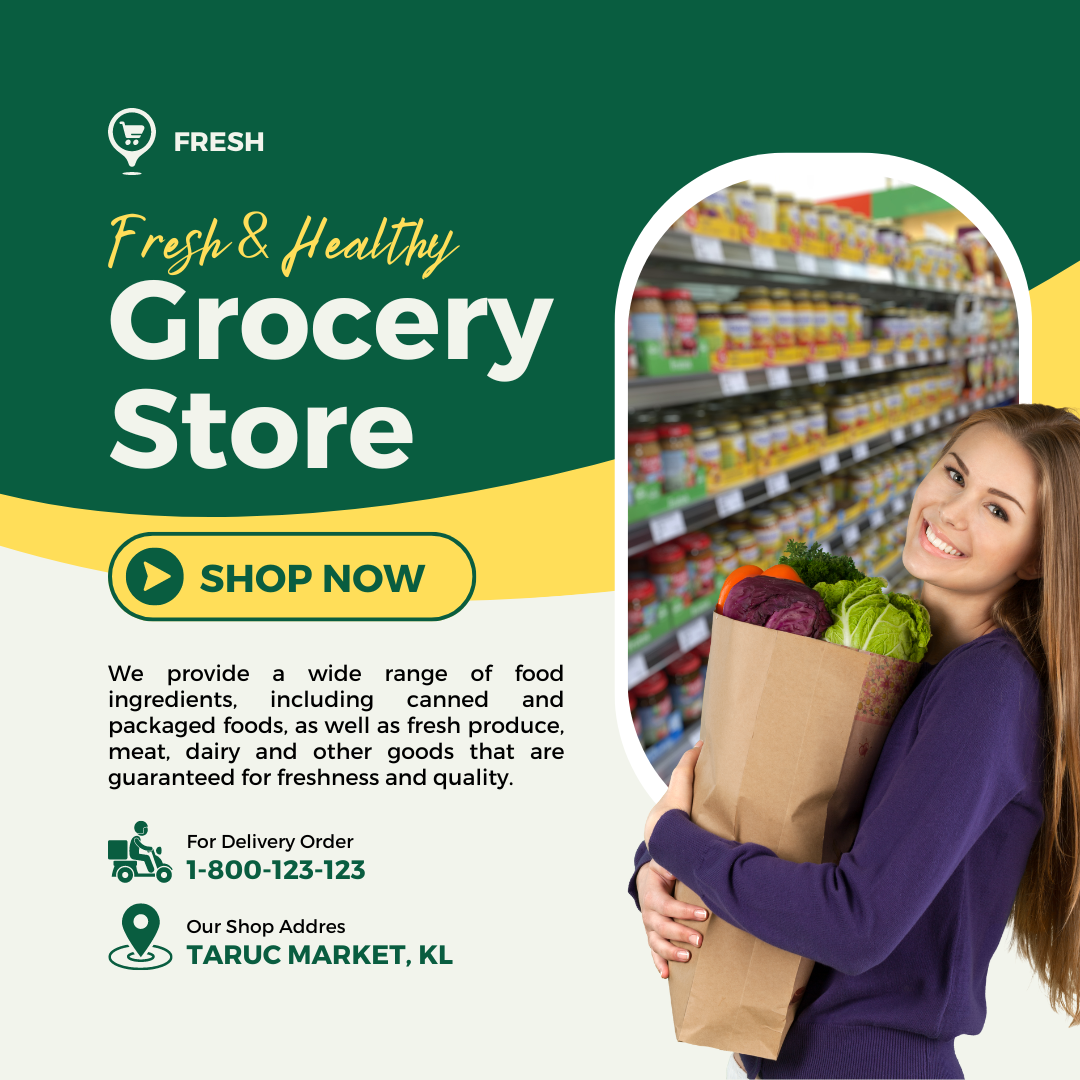 FRESH
Fresh & Healthy
Grocery
Store
SHOP NOW
We provide a wide range of food
ingredients, including canned and
packaged foods, as well as fresh produce,
meat, dairy and other goods that are
guaranteed for freshness and quality.
For Delivery Order
1-800-123-123
Our Shop Addres
TARUC MARKET, KL